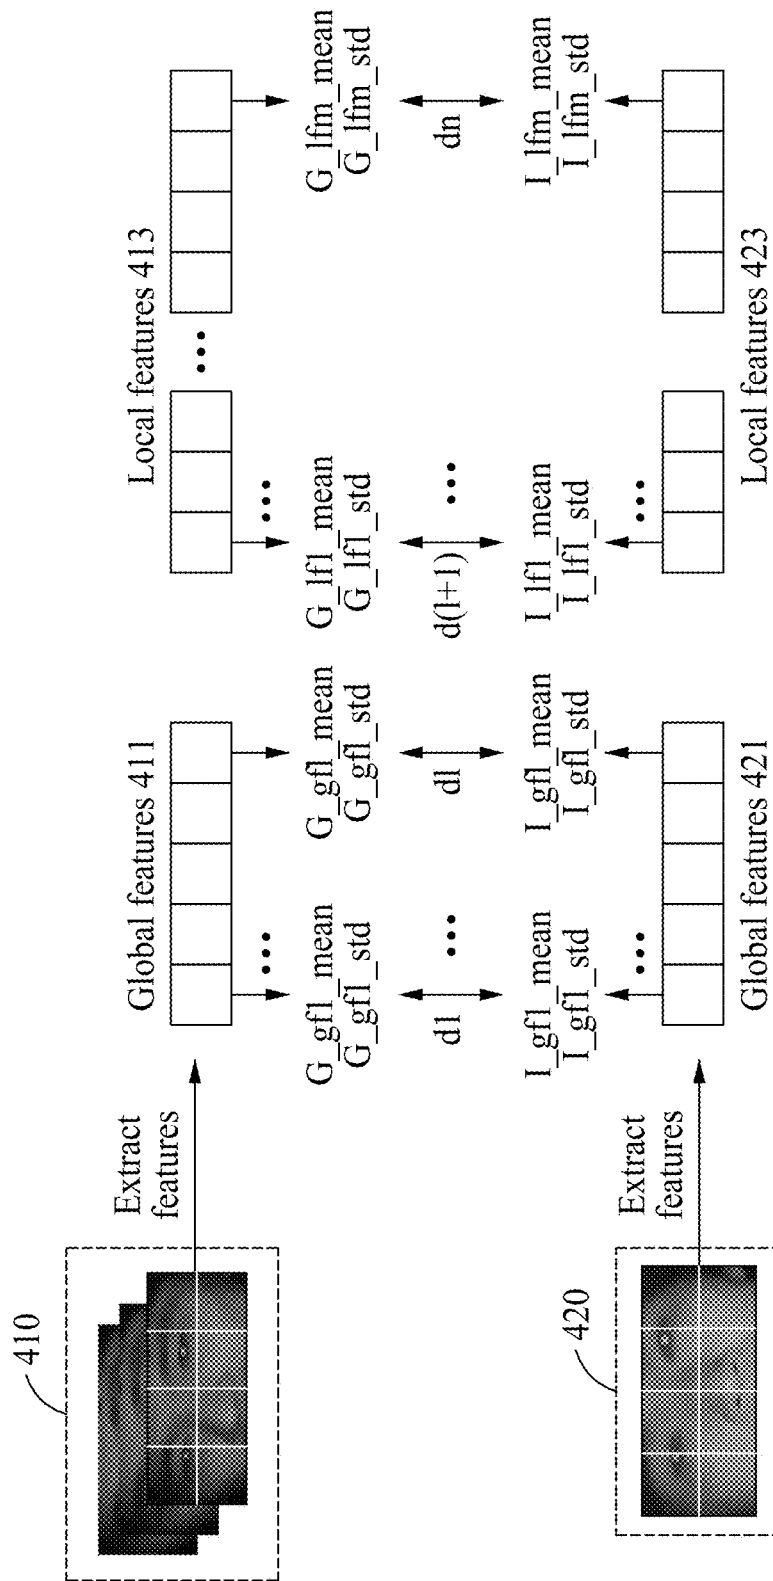 410
Extract
features
Global features 411
Local features 413
G_gf1_mean
G_gf1_std
G_gfl_mean
G_gfl_std
G_lf1_mean
G_lf1_std
G_lfm_mean
G_lfm_std
d1
dl
d(l+1)
dn
I_gf1_mean
I_gf1_std
I_gfl_mean
I_gfl_std
I_lf1_mean
I_lf1_std
I_lfm_mean
I_lfm_std
420
Extract
features
Global features 421
Local features 423